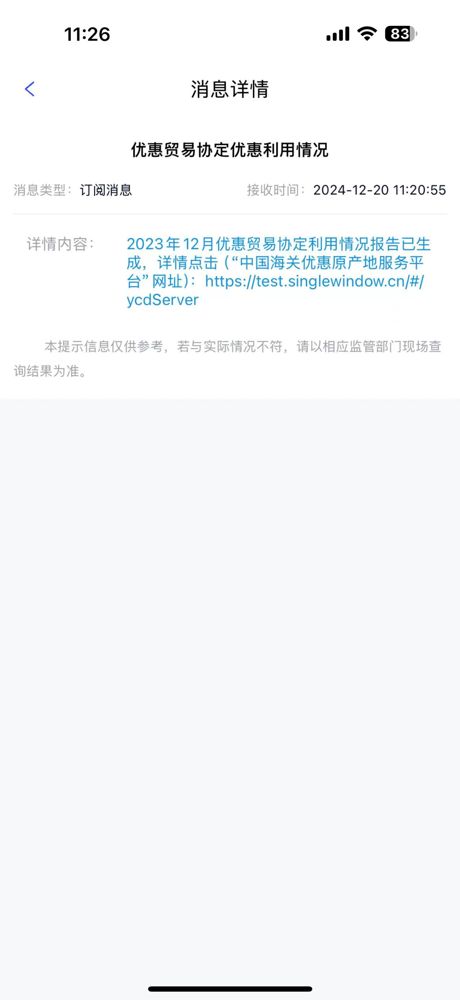 11:26
83
消息详情
优惠贸易协定优惠利用情况
消息类型： 订阅消息 接收时间： 2024-12-20 11:20:55
详情内容： 2023年12月优惠贸易协定利用情况报告已生
成，详情点击（“中国海关优惠原产地服务平
台”网址）：https://test.singlewindow.cn/#/
ycdServer
本提示信息仅供参考，若与实际情况不符，请以相应监管部门现场查
询结果为准。